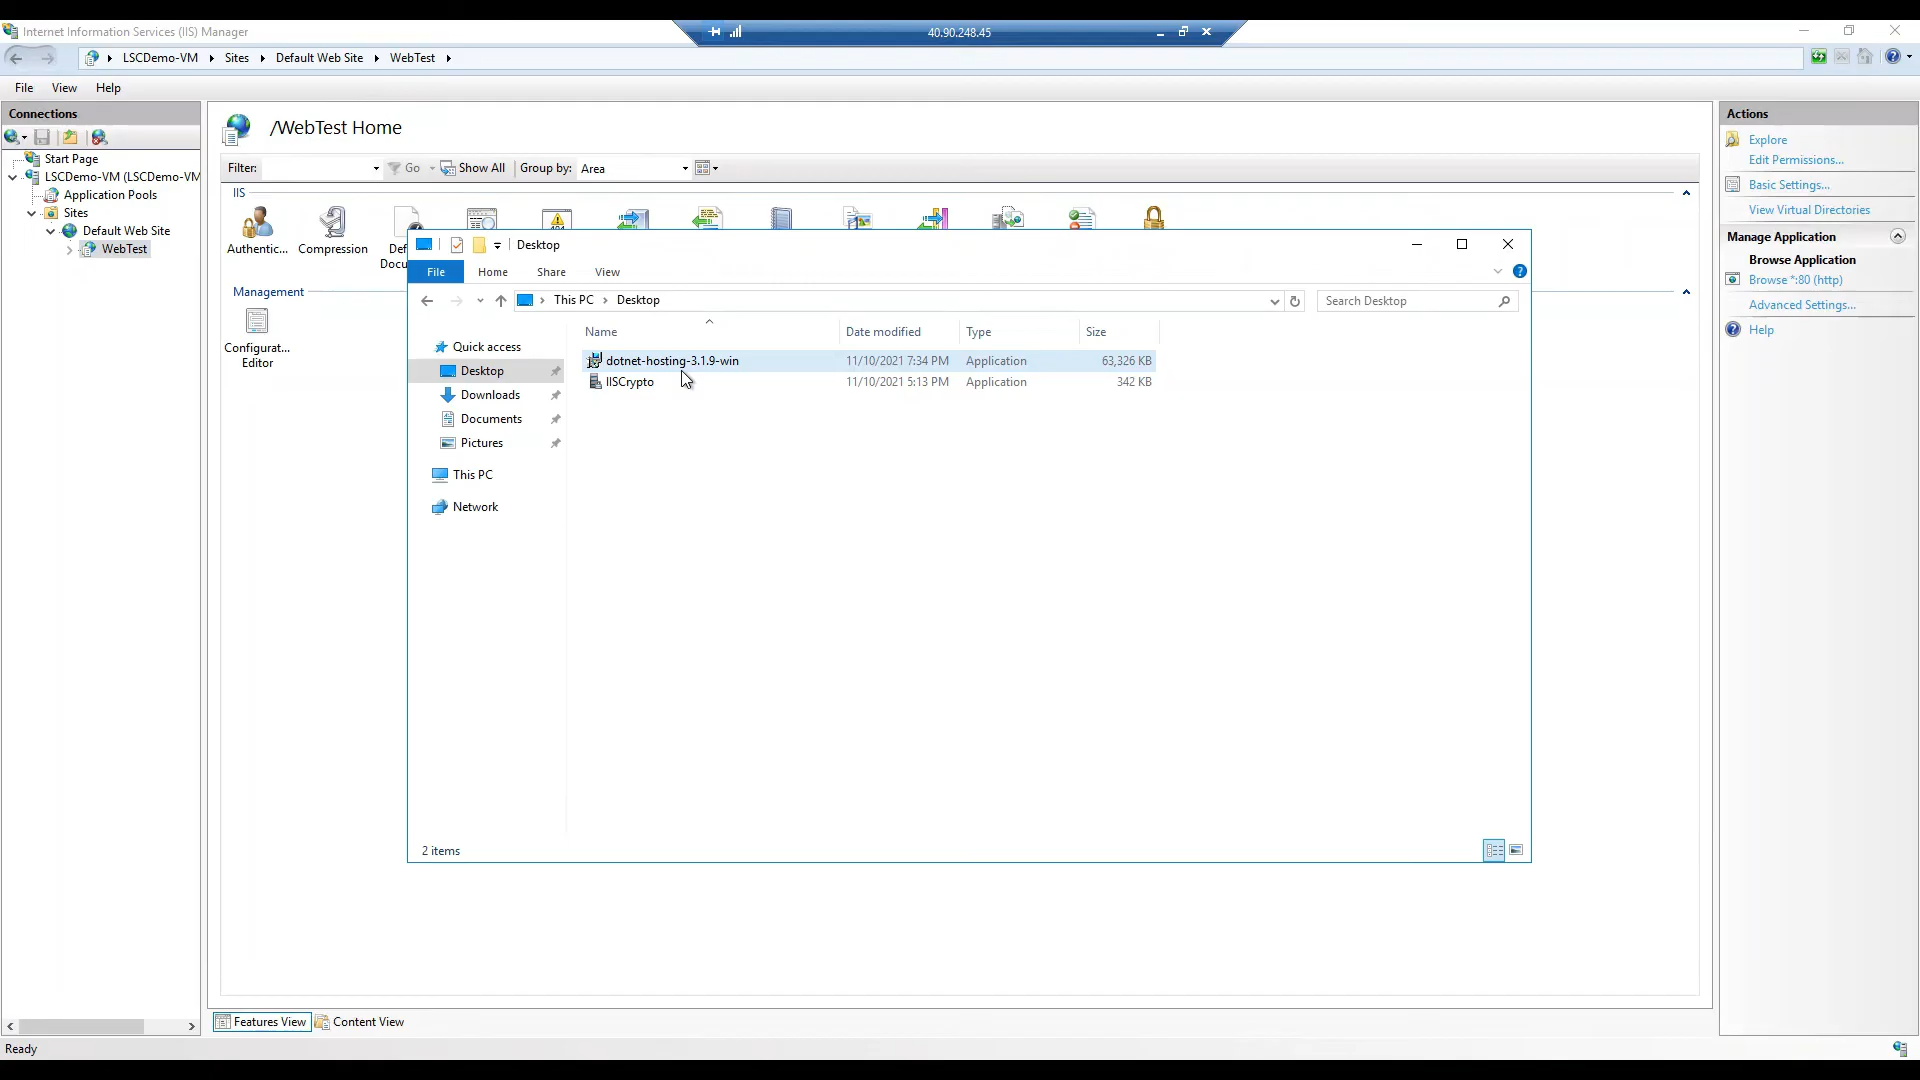 Internet Information Services (IIS) Manager
40.90.248.45
LSCDemo-VM
Sites
Default Web Site
WebTest
File
View
Help
Connections
Start Page
LSCDemo-VM (LSCDemo-VM
Application Pools
Sites
Default Web Site
WebTest
/WebTest Home
Filter:
Go
Show All
Group by:
Area
IIS
Authentic...
Compression
Def
Docu
Management
Configurat...
Editor
Desktop
File
Home
Share
View
This PC
Desktop
Search Desktop
Quick access
Desktop
Downloads
Documents
Pictures
This PC
Network
Name
Date modified
Type
Size
dotnet-hosting-3.1.9-win
11/10/2021 7:34 PM
Application
63,326 KB
IISCrypto
11/10/2021 5:13 PM
Application
342 KB
2 items
Features View
Content View
Ready
Actions
Explore
Edit Permissions...
Basic Settings...
View Virtual Directories
Manage Application
Browse Application
Browse *:80 (http)
Advanced Settings...
Help